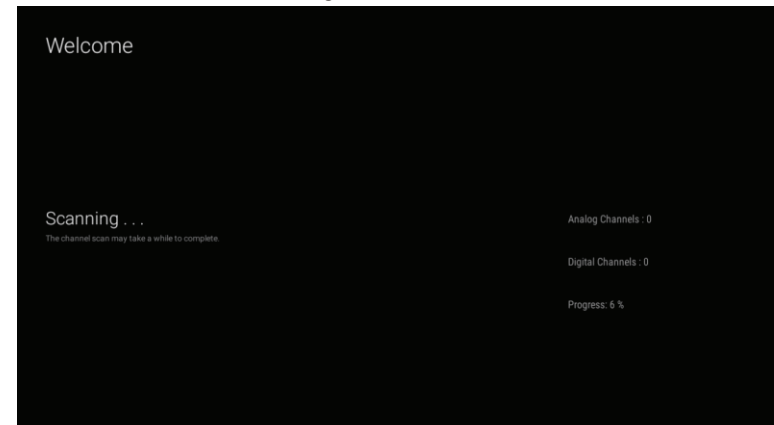 Welcome
Scanning . . .
The channel scan may take a while to complete.
Analog Channels : 0
Digital Channels : 0
Progress: 6 %